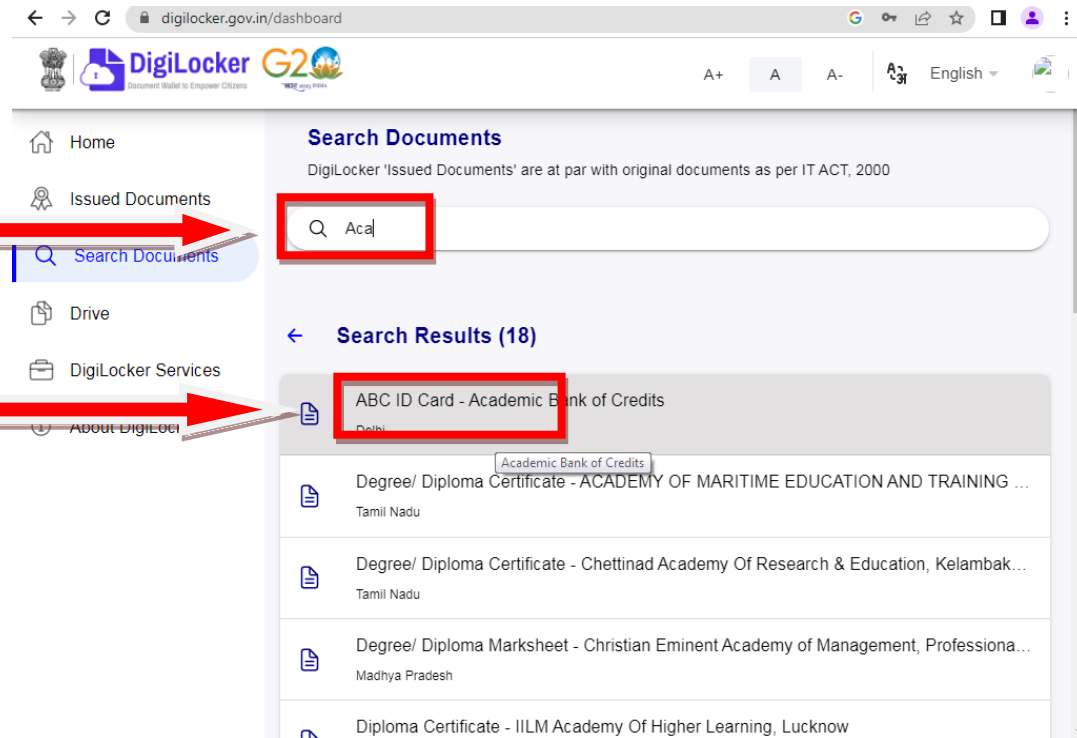 digilocker.gov.in/dashboard
DigiLocker
Document Wallet to Empower Citizens
G20
A+
A
A-
English
Home
Issued Documents
Search Documents
Drive
DigiLocker Services
About DigiLoc
Search Documents
DigiLocker 'Issued Documents' are at par with original documents as per IT ACT, 2000
Aca
Search Results (18)
ABC ID Card - Academic Bank of Credits
Delhi
Academic Bank of Credits
Degree/ Diploma Certificate - ACADEMY OF MARITIME EDUCATION AND TRAINING ...
Tamil Nadu
Degree/ Diploma Certificate - Chettinad Academy Of Research & Education, Kelambak...
Tamil Nadu
Degree/ Diploma Marksheet - Christian Eminent Academy of Management, Professiona...
Madhya Pradesh
Diploma Certificate - IILM Academy Of Higher Learning, Lucknow